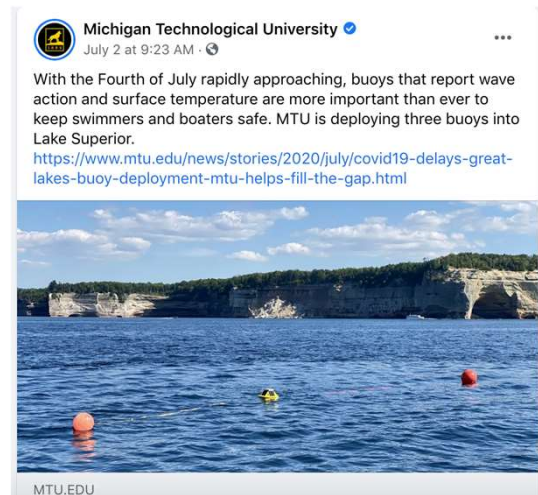 Michigan Technological University
July 2 at 9:23 AM ·
With the Fourth of July rapidly approaching, buoys that report wave
action and surface temperature are more important than ever to
keep swimmers and boaters safe. MTU is deploying three buoys into
Lake Superior.
https://www.mtu.edu/news/stories/2020/july/covid19-delays-great-
lakes-buoy-deployment-mtu-helps-fill-the-gap.html
MTU.EDU